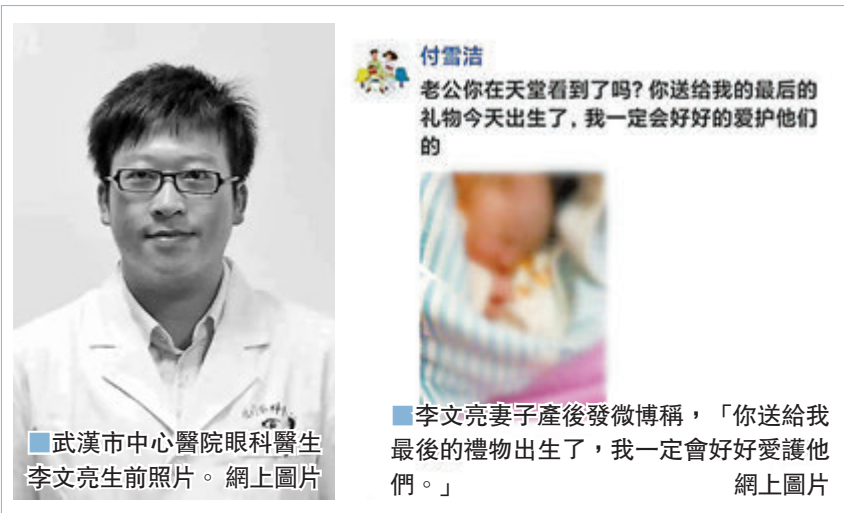 付雪洁
老公你在天堂看到了吗？你送给我的最后的
礼物今天出生了，我一定会好好的爱护他们
的
■武漢市中心醫院眼科醫生
李文亮生前照片。 網上圖片
■李文亮妻子產後發微博稱，「你送給我
最後的禮物出生了，我一定會好好愛護他
們。」 網上圖片